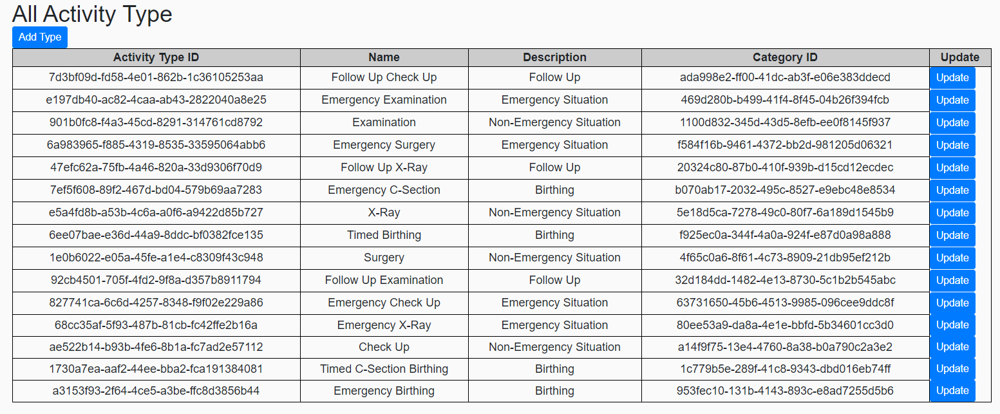 All Activity Type
Add Type
Activity Type ID Name Description Category ID Update
7d3bf09d-fd58-4e01-862b-1c36105253aa Follow Up Check Up Follow Up ada998e2-ff00-41dc-ab3f-e06e383ddecd Update
e197db40-ac82-4caa-ab43-2822040a8e25 Emergency Examination Emergency Situation 469d280b-b499-41f4-8f45-04b26f394fcb Update
901b0fc8-f4a3-45cd-8291-314761cd8792 Examination Non-Emergency Situation 1100d832-345d-43d5-8efb-ee0f8145f937 Update
6a983965-f885-4319-8535-33595064abb6 Emergency Surgery Emergency Situation f584f16b-9461-4372-bb2d-981205d06321 Update
47efc62a-75fb-4a46-820a-33d9306f70d9 Follow Up X-Ray Follow Up 20324c80-87b0-410f-939b-d15cd12ecdec Update
7ef5f608-89f2-467d-bd04-579b69aa7283 Emergency C-Section Birthing b070ab17-2032-495c-8527-e9ebc48e8534 Update
e5a4fd8b-a53b-4c6a-a0f6-a9422d85b727 X-Ray Non-Emergency Situation 5e18d5ca-7278-49c0-80f7-6a189d1545b9 Update
6ee07bae-e36d-44a9-8ddc-bf0382fce135 Timed Birthing Birthing f925ec0a-344f-4a0a-924f-e87d0a98a888 Update
1e0b6022-e05a-45fe-a1e4-c8309f43c948 Surgery Non-Emergency Situation 4f65c0a6-8f61-4c73-8909-21db95ef212b Update
92cb4501-705f-4fd2-9f8a-d357b8911794 Follow Up Examination Follow Up 32d184dd-1482-4e13-8730-5c1b2b545abc Update
827741ca-6c6d-4257-8348-f9f02e229a86 Emergency Check Up Emergency Situation 63731650-45b6-4513-9985-096cee9ddc8f Update
68cc35af-5f93-487b-81cb-fc42ffe2b16a Emergency X-Ray Emergency Situation 80ee53a9-da8a-4e1e-bbfd-5b34601cc3d0 Update
ae522b14-b93b-4fe6-8b1a-fc7ad2e57112 Check Up Non-Emergency Situation a14f9f75-13e4-4760-8a38-b0a790c2a3e2 Update
1730a7ea-aaf2-44ee-bba2-fca191384081 Timed C-Section Birthing Birthing 1c779b5e-289f-41c8-9343-dbd016eb74ff Update
a3153f93-2f64-4ce5-a3be-ffc8d3856b44 Emergency Birthing Birthing 953fec10-131b-4143-893c-e8ad7255d5b6 Update